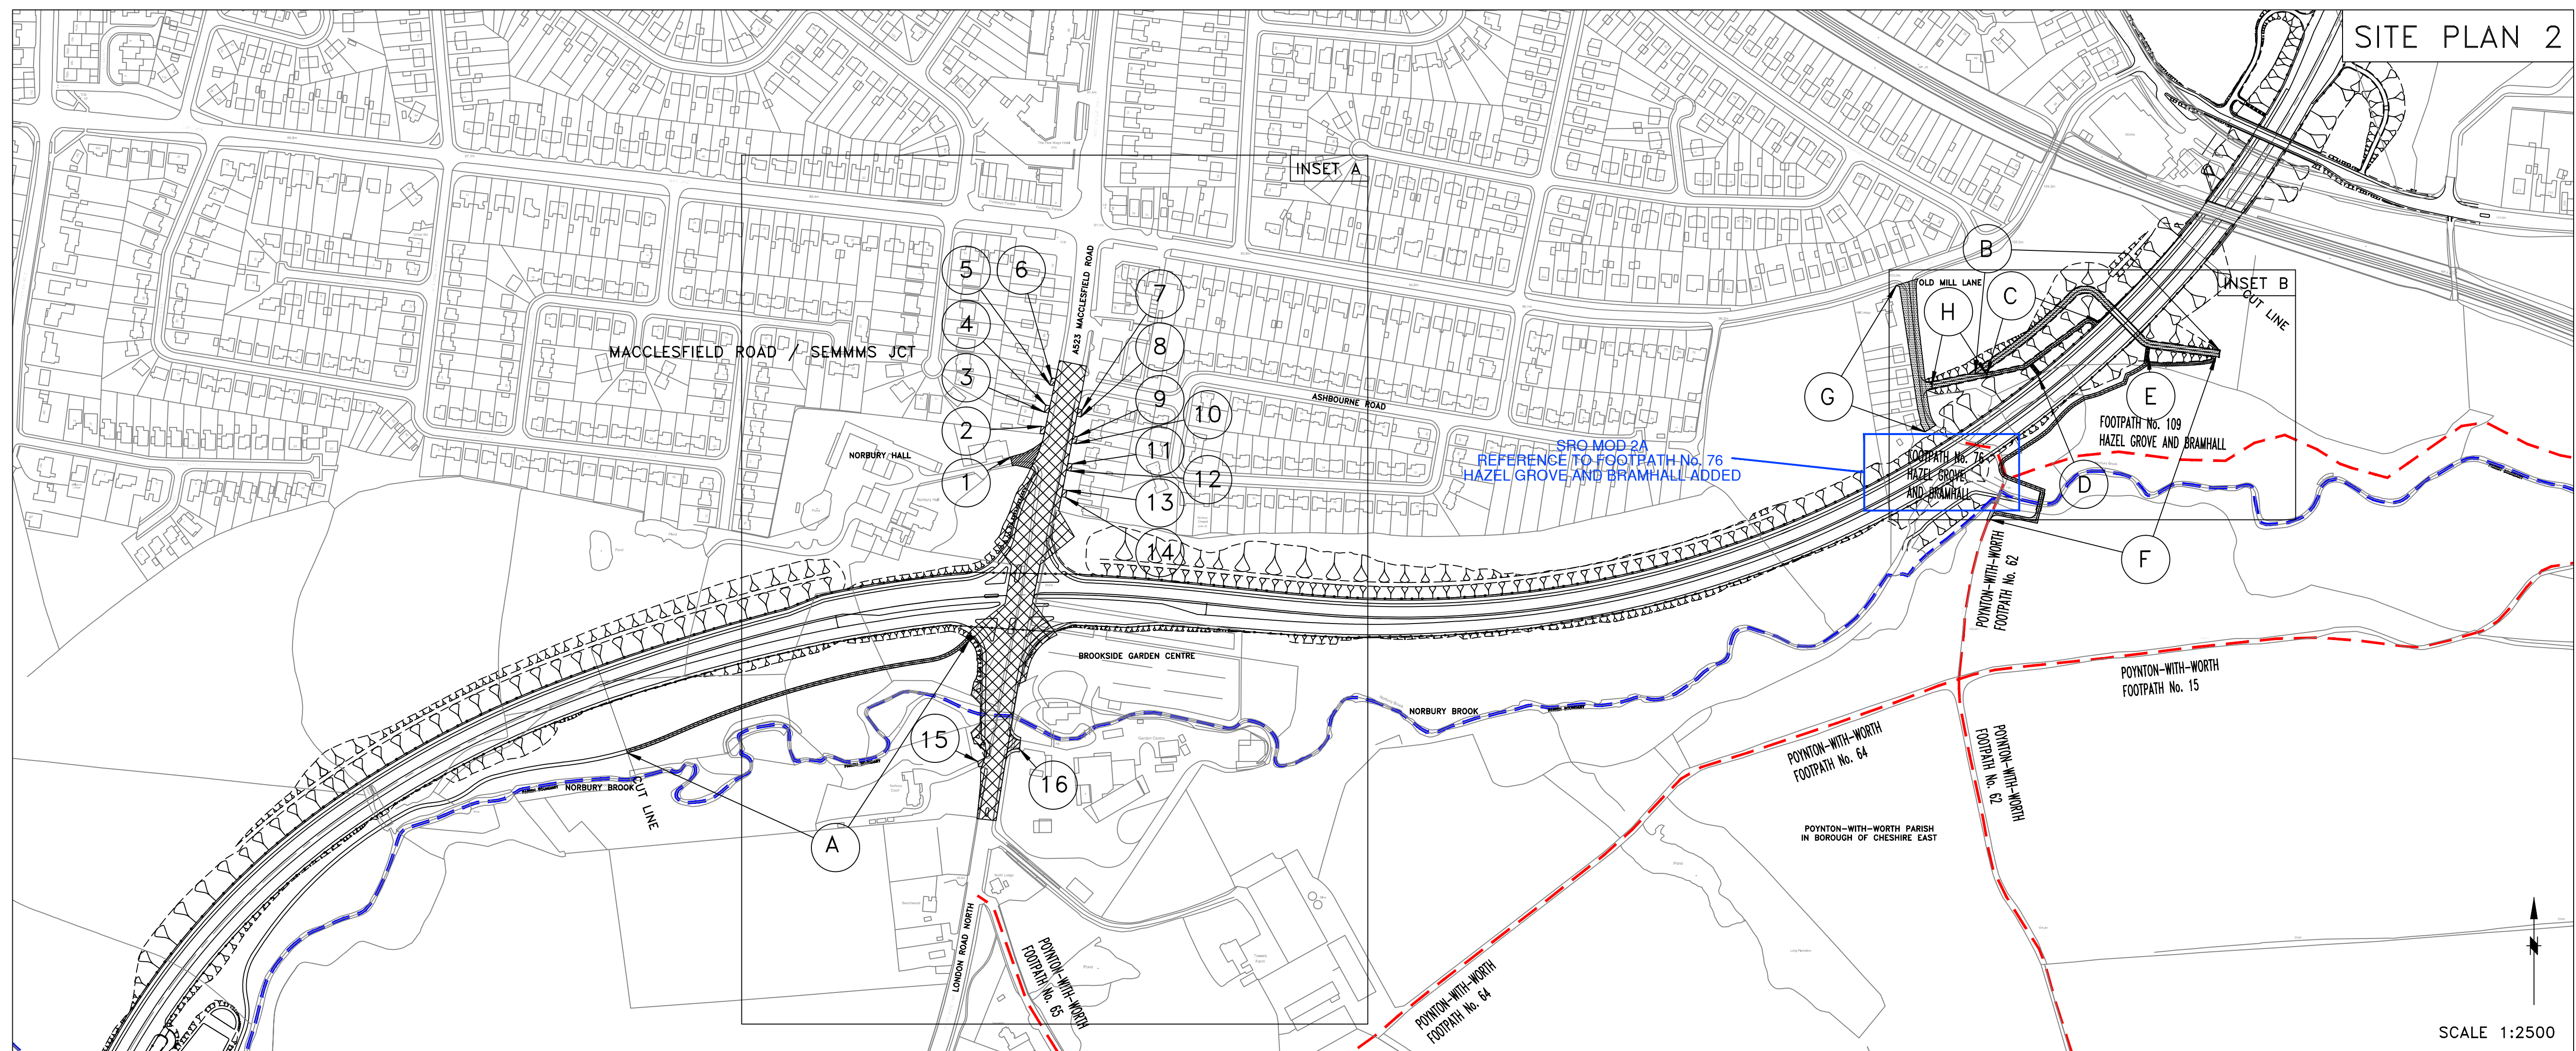 SITE PLAN 2
INSET A
INSET B
CUT LINE
MACCLESFIELD ROAD / SEMMMS JCT
A523 MACCLESFIELD ROAD
5
6
4
3
2
1
7
8
9
10
11
12
13
14
15
16
A
B
C
H
G
E
D
F
OLD MILL LANE
ASHBOURNE ROAD
NORBURY HALL
Norbury Hall
SRO MOD 2A
REFERENCE TO FOOTPATH No. 76
HAZEL GROVE AND BRAMHALL ADDED
FOOTPATH No. 76
HAZEL GROVE
AND BRAMHALL
FOOTPATH No. 109
HAZEL GROVE AND BRAMHALL
POYNTON-WITH-WORTH
FOOTPATH No. 62
BROOKSIDE GARDEN CENTRE
Garden Centre
NORBURY BROOK
NORBURY BROOK
CUT LINE
POYNTON-WITH-WORTH
FOOTPATH No. 15
POYNTON-WITH-WORTH
FOOTPATH No. 64
POYNTON-WITH-WORTH
FOOTPATH No. 62
POYNTON-WITH-WORTH PARISH
IN BOROUGH OF CHESHIRE EAST
LONDON ROAD NORTH
POYNTON-WITH-WORTH
FOOTPATH No. 65
POYNTON-WITH-WORTH
FOOTPATH No. 64
SCALE 1:2500